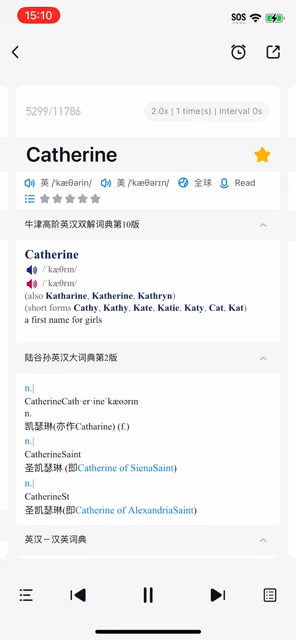 15:10
SOS
5299/11786
2.0x | 1 time(s) | Interval 0s
Catherine
英 /ˈkæθərin/ 美 /ˈkæθərɪn/ 全球 Read
牛津高阶英汉双解词典第10版
Catherine
/ˈkæθrɪn/
/ˈkæθrɪn/
(also Katharine, Katherine, Kathryn)
(short forms Cathy, Kathy, Kate, Katie, Katy, Cat, Kat)
a first name for girls
陆谷孙英汉大词典第2版
n.|
CatherineCath·er·ineˈkæθərɪn
n.
凯瑟琳(亦作Catharine) (f.)
n.|
CatherineSaint
圣凯瑟琳 (即Catherine of SienaSaint)
n.|
CatherineSt
圣凯瑟琳(即Catherine of AlexandriaSaint)
英汉－汉英词典